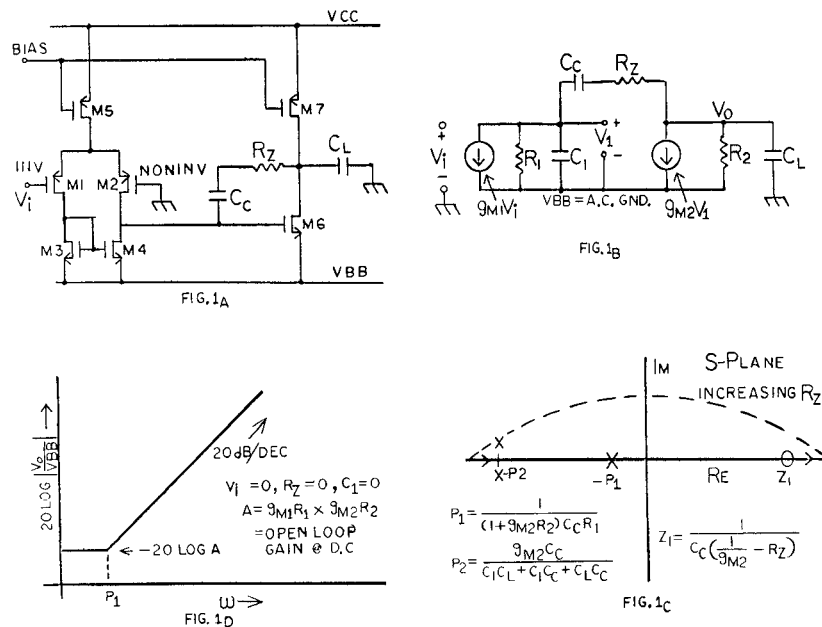 VCC
BIAS
M5
M7
INV
NONINV
Vi
M1
M2
RZ
CL
CC
M3
M4
M6
VBB
FIG.1A
CC
RZ
VO
+
Vi
-
gM1Vi
R1
C1
V1
+
-
gM2V1
R2
CL
VBB = A.C. GND.
FIG.1B
20 LOG |VO/VBB| →
20dB/DEC
Vi = 0, RZ = 0, C1 = 0
A = gM1R1 × gM2R2
= OPEN LOOP
GAIN @ D.C
← -20 LOG A
P1
ω →
FIG.1D
IM
S-PLANE
INCREASING RZ
-P2
-P1
RE
Z1
P1 = 1/((1+gM2R2)CCR1)
P2 = gM2CC/(C1CL + C1CC + CLCC)
Z1 = 1/(CC(1/gM2 - RZ))
FIG.1C